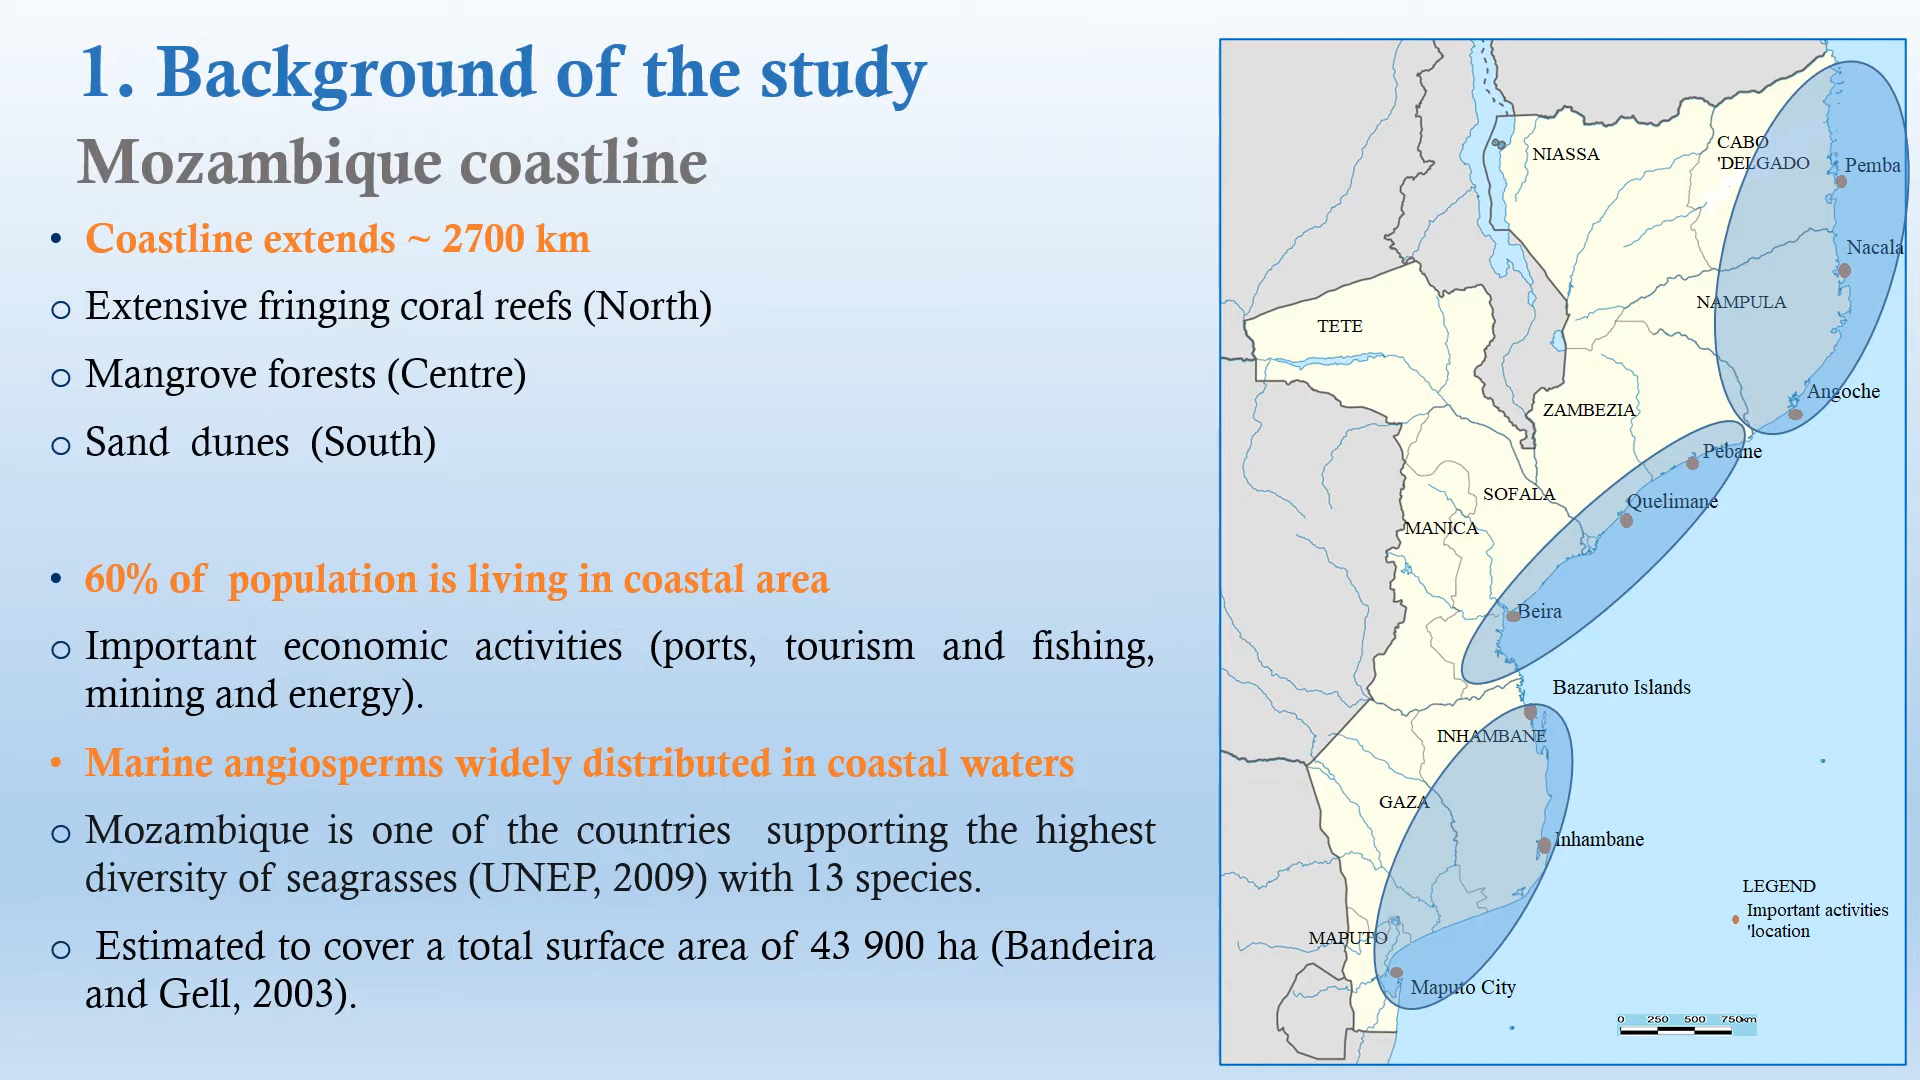 1. Background of the study
Mozambique coastline
• Coastline extends ~ 2700 km
o Extensive fringing coral reefs (North)
o Mangrove forests (Centre)
o Sand dunes (South)
• 60% of population is living in coastal area
o Important economic activities (ports, tourism and fishing,
mining and energy).
• Marine angiosperms widely distributed in coastal waters
o Mozambique is one of the countries supporting the highest
diversity of seagrasses (UNEP, 2009) with 13 species.
o Estimated to cover a total surface area of 43 900 ha (Bandeira
and Gell, 2003).
CABO
'DELGADO
NIASSA
Pemba
Nacala
NAMPULA
TETE
Angoche
ZAMBEZIA
Pebane
SOFALA
Quelimane
MANICA
Beira
Bazaruto Islands
INHAMBANE
GAZA
Inhambane
LEGEND
Important activities
'location
MAPUTO
Maputo City
0 250 500 750km